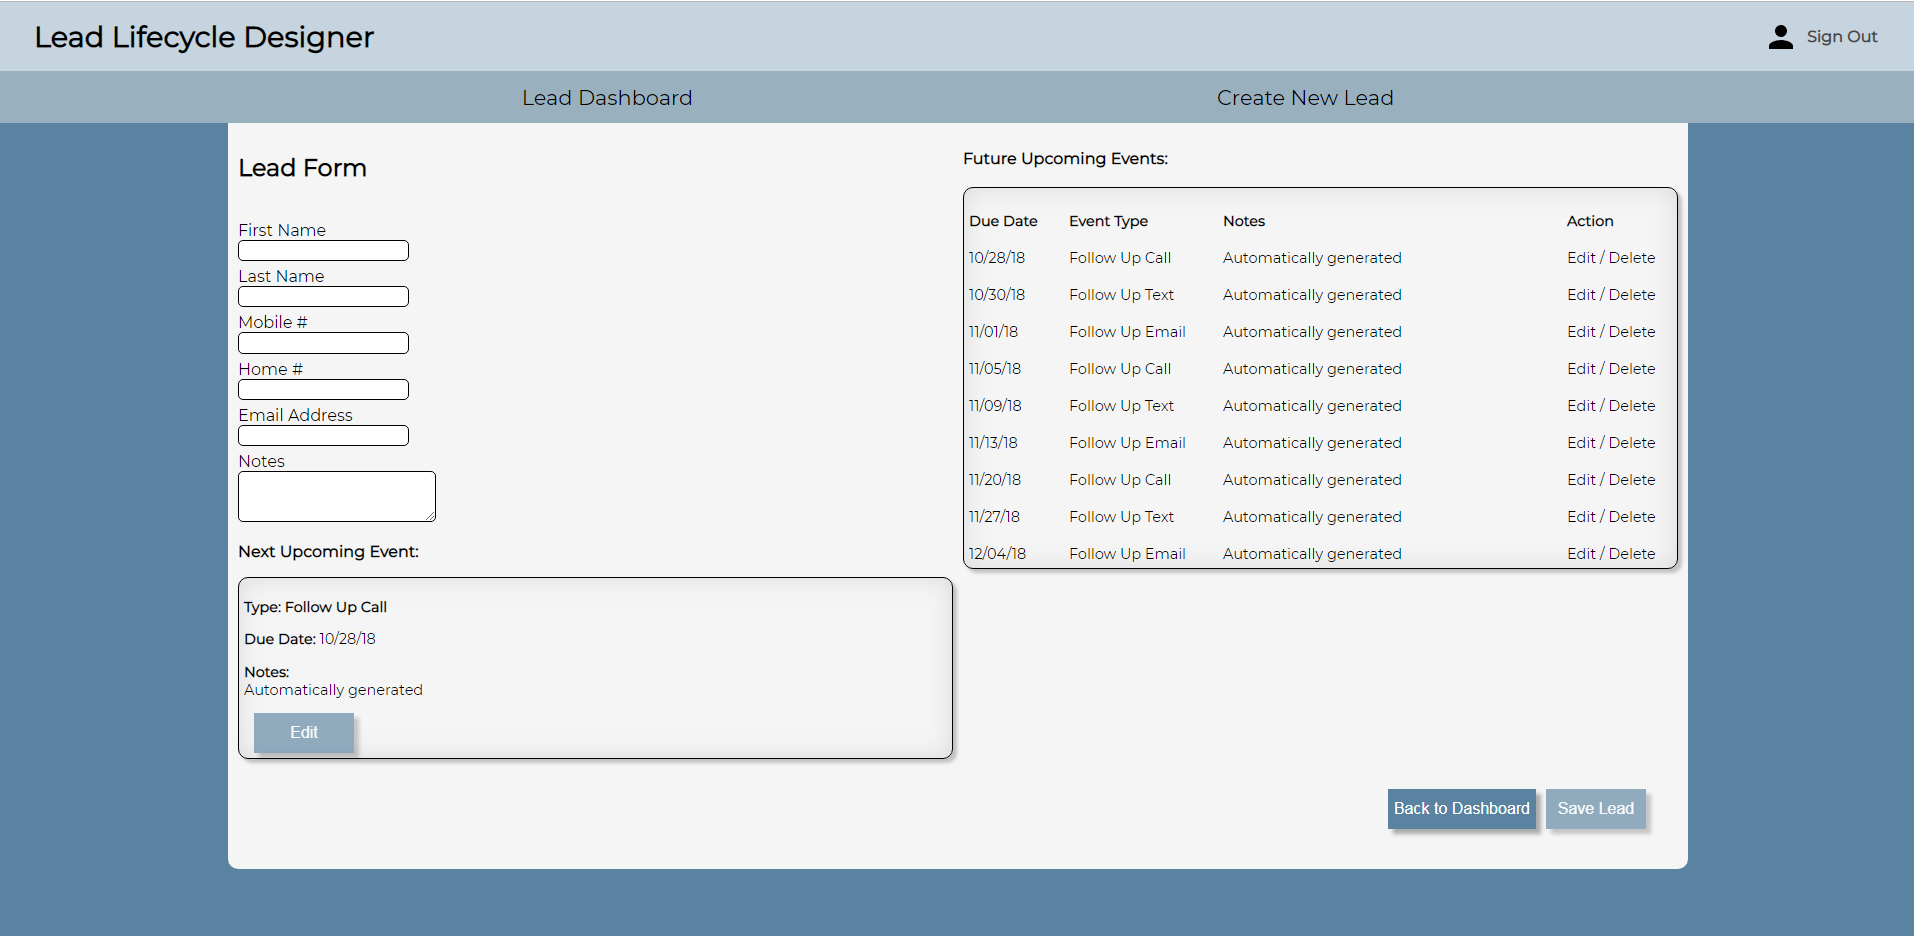 Lead Lifecycle Designer
Sign Out
Lead Dashboard
Create New Lead
Lead Form
First Name
Last Name
Mobile #
Home #
Email Address
Notes
Next Upcoming Event:
Type: Follow Up Call
Due Date: 10/28/18
Notes:
Automatically generated
Edit
Future Upcoming Events:
Due Date Event Type Notes Action
10/28/18 Follow Up Call Automatically generated Edit / Delete
10/30/18 Follow Up Text Automatically generated Edit / Delete
11/01/18 Follow Up Email Automatically generated Edit / Delete
11/05/18 Follow Up Call Automatically generated Edit / Delete
11/09/18 Follow Up Text Automatically generated Edit / Delete
11/13/18 Follow Up Email Automatically generated Edit / Delete
11/20/18 Follow Up Call Automatically generated Edit / Delete
11/27/18 Follow Up Text Automatically generated Edit / Delete
12/04/18 Follow Up Email Automatically generated Edit / Delete
Back to Dashboard
Save Lead